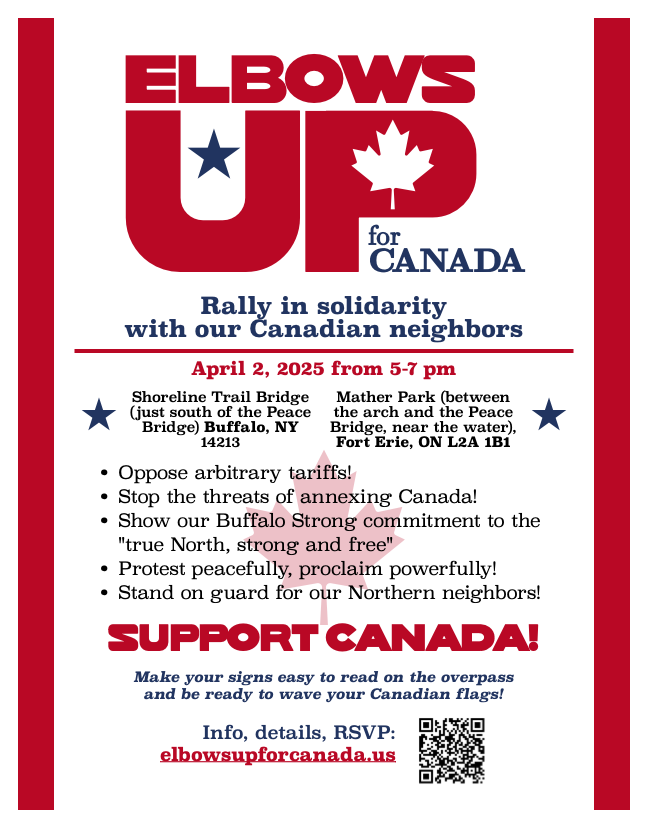 ELBOWS
UP
for
CANADA
Rally in solidarity
with our Canadian neighbors
April 2, 2025 from 5-7 pm
Shoreline Trail Bridge
(just south of the Peace
Bridge) Buffalo, NY
14213
Mather Park (between
the arch and the Peace
Bridge, near the water),
Fort Erie, ON L2A 1B1
• Oppose arbitrary tariffs!
• Stop the threats of annexing Canada!
• Show our Buffalo Strong commitment to the
"true North, strong and free"
• Protest peacefully, proclaim powerfully!
• Stand on guard for our Northern neighbors!
SUPPORT CANADA!
Make your signs easy to read on the overpass
and be ready to wave your Canadian flags!
Info, details, RSVP:
elbowsupforcanada.us